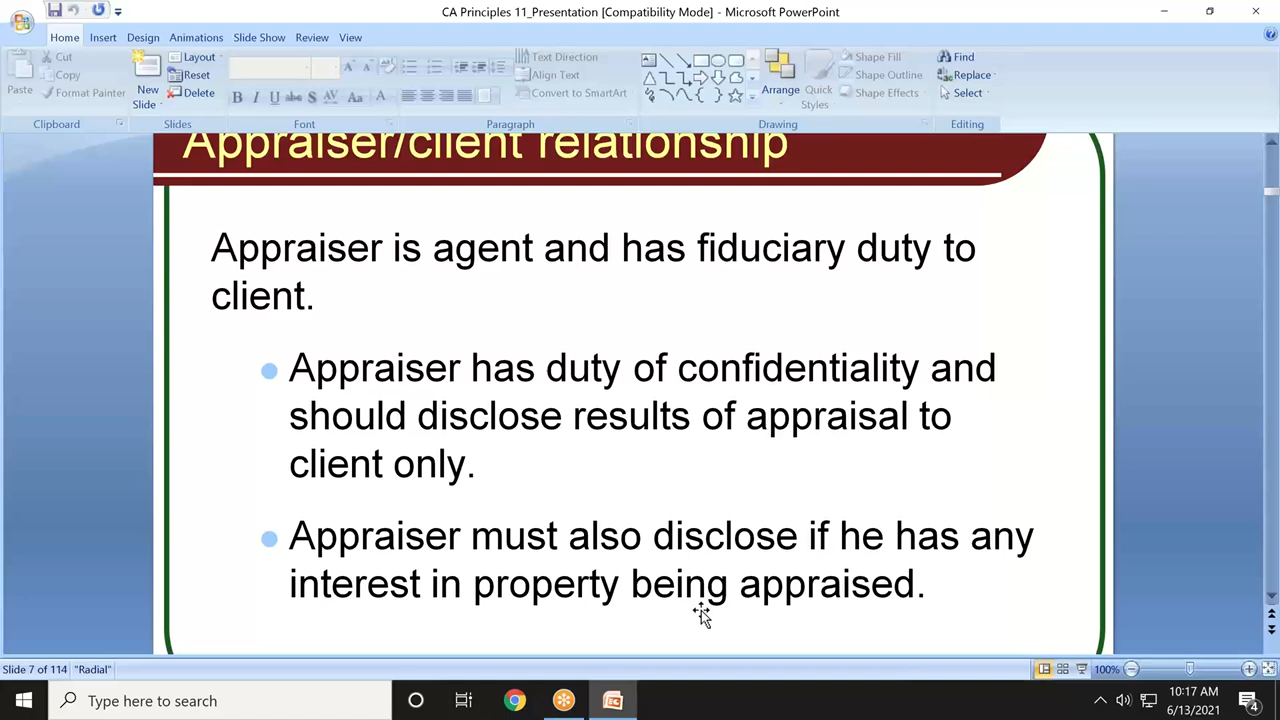 CA Principles 11_Presentation [Compatibility Mode] - Microsoft PowerPoint
Home Insert Design Animations Slide Show Review View
Paste
Cut
Copy
Format Painter
Clipboard
New
Slide
Layout
Reset
Delete
Slides
B I U abc S AV Aa A
Font
Text Direction
Align Text
Convert to SmartArt
Paragraph
Arrange
Quick
Styles
Shape Fill
Shape Outline
Shape Effects
Drawing
Find
Replace
Select
Editing
Appraiser/client relationship
Appraiser is agent and has fiduciary duty to
client.
Appraiser has duty of confidentiality and
should disclose results of appraisal to
client only.
Appraiser must also disclose if he has any
interest in property being appraised.
Slide 7 of 114 "Radial" 100%
Type here to search
10:17 AM
6/13/2021
4